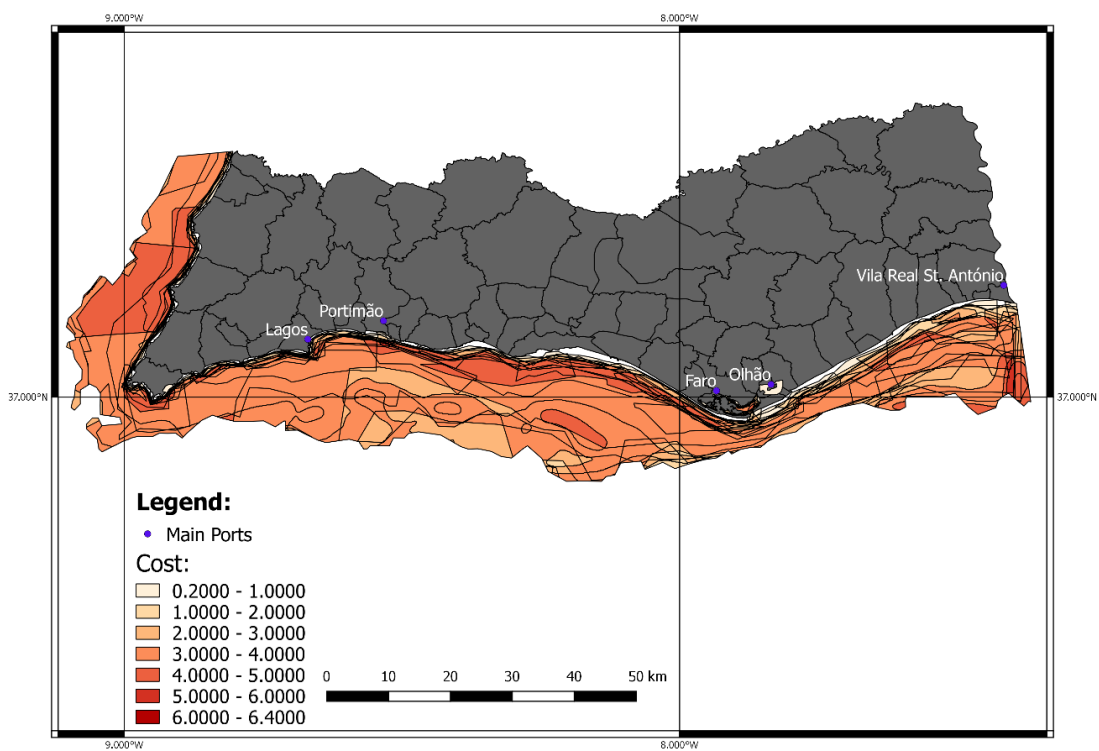 9.000°W 8.000°W
Vila Real St. António
Portimão
Lagos
Olhão
Faro
37.000°N 37.000°N
Legend:
Main Ports
Cost:
0.2000 - 1.0000
1.0000 - 2.0000
2.0000 - 3.0000
3.0000 - 4.0000
4.0000 - 5.0000
5.0000 - 6.0000
6.0000 - 6.4000
0 10 20 30 40 50 km
9.000°W 8.000°W